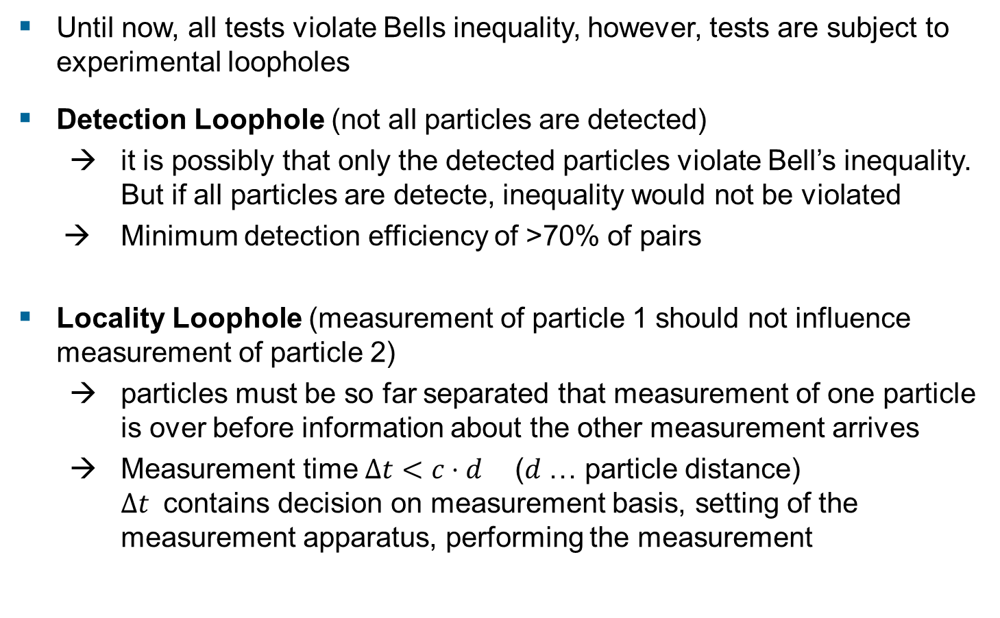 ▪ Until now, all tests violate Bells inequality, however, tests are subject to
experimental loopholes
▪ Detection Loophole (not all particles are detected)
→ it is possibly that only the detected particles violate Bell’s inequality.
But if all particles are detecte, inequality would not be violated
→ Minimum detection efficiency of >70% of pairs
▪ Locality Loophole (measurement of particle 1 should not influence
measurement of particle 2)
→ particles must be so far separated that measurement of one particle
is over before information about the other measurement arrives
→ Measurement time Δt < c · d (d … particle distance)
Δt contains decision on measurement basis, setting of the
measurement apparatus, performing the measurement